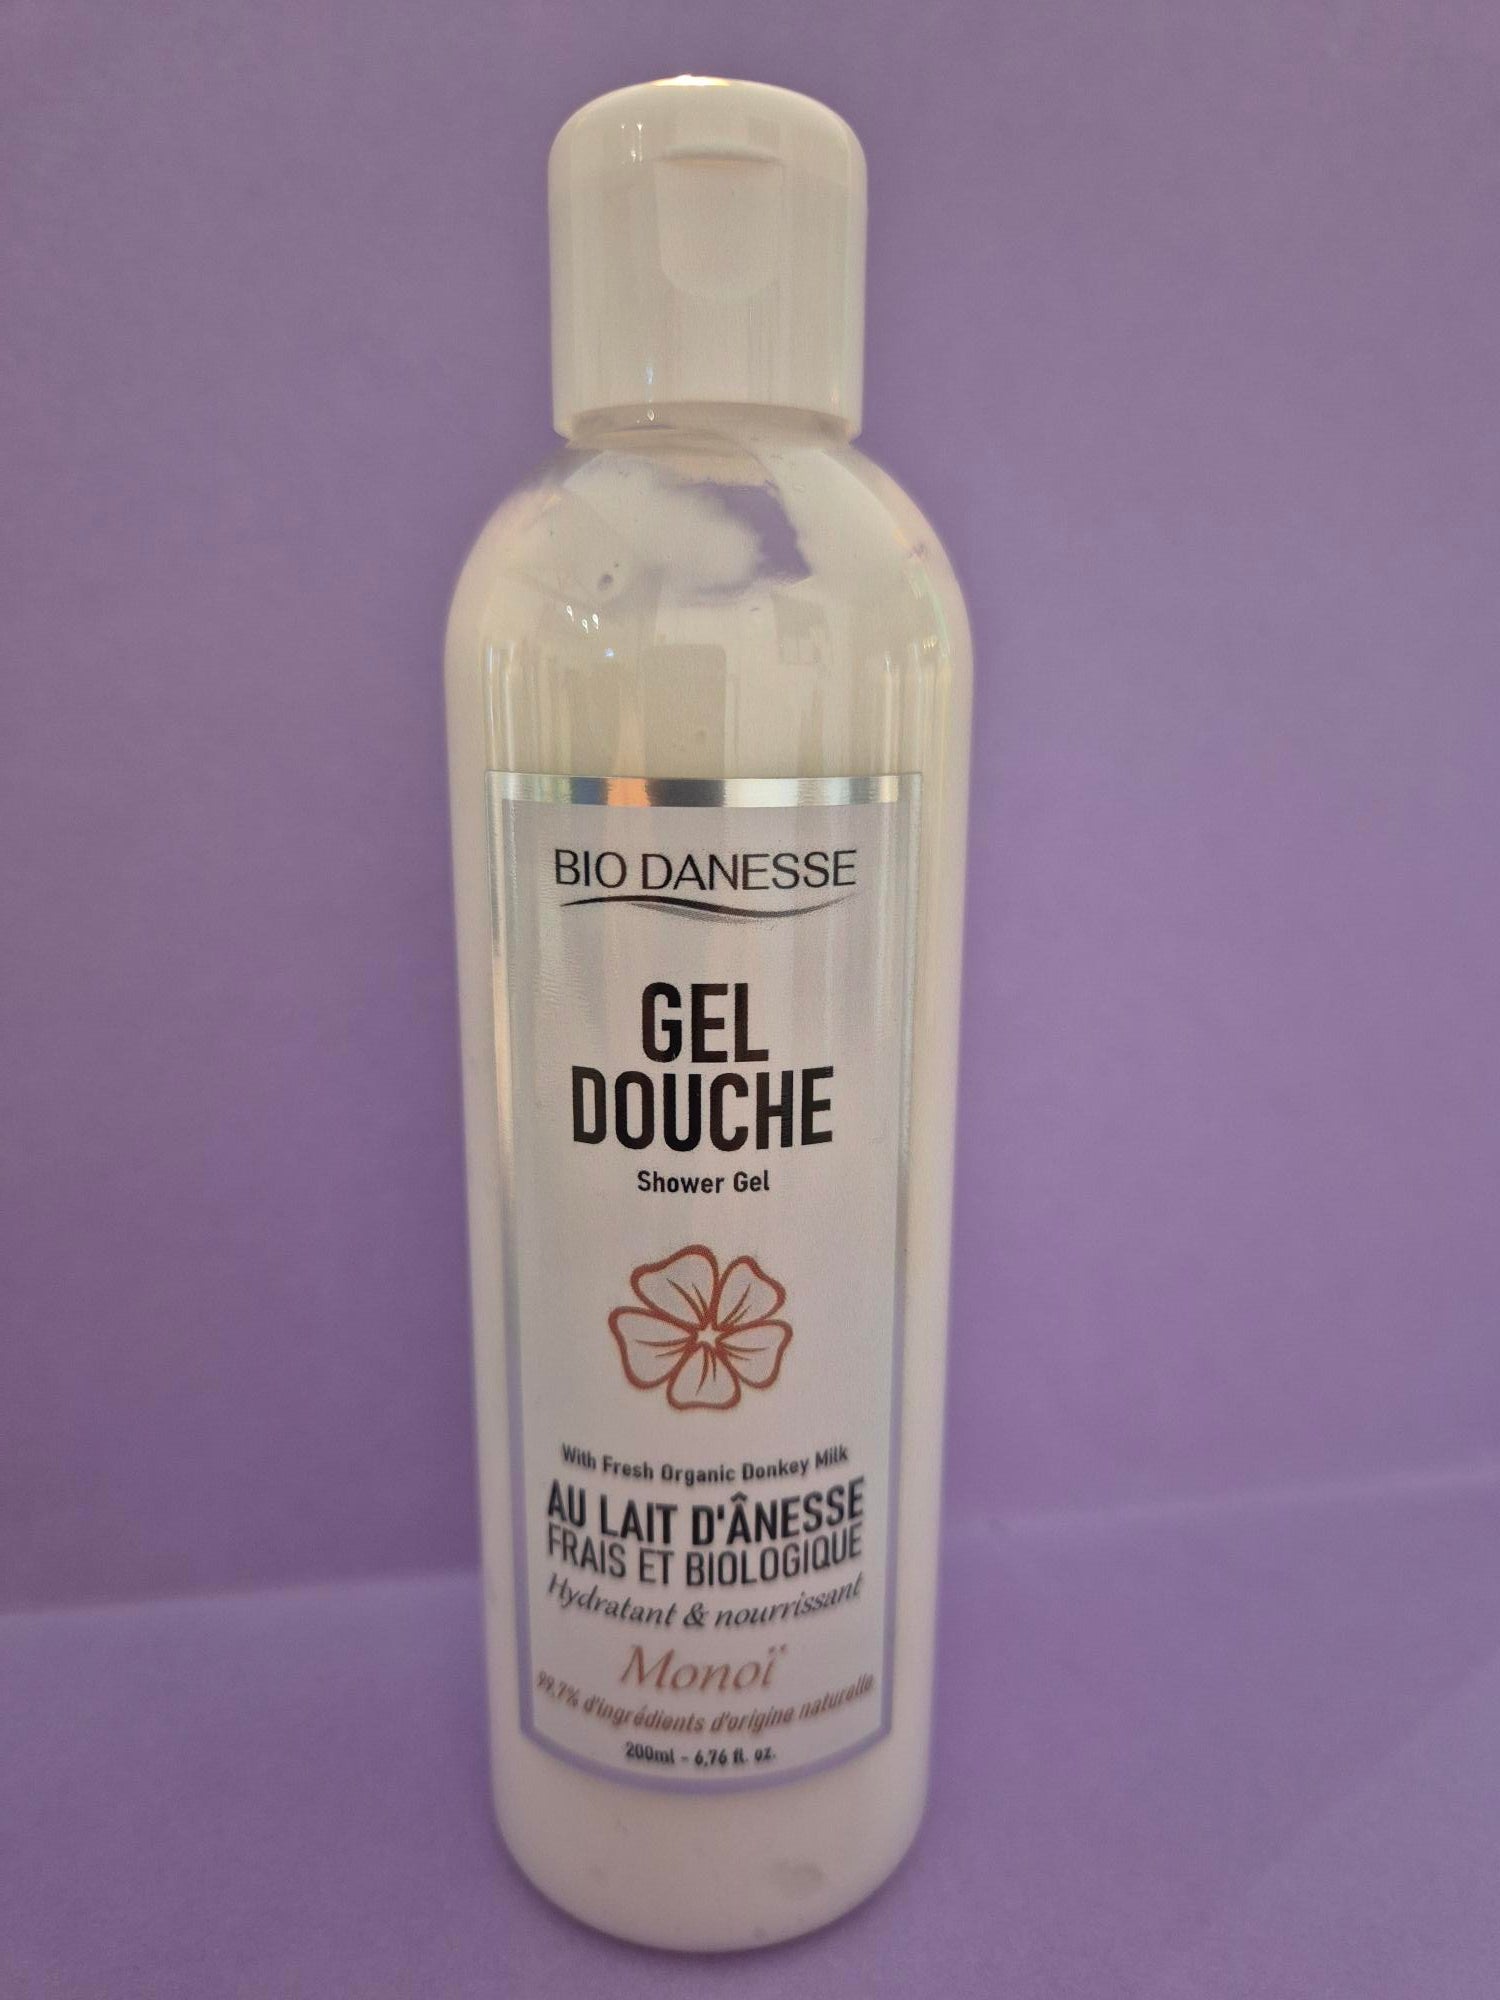 BIO DANESSE
GEL
DOUCHE
Shower Gel
With Fresh Organic Donkey Milk
AU LAIT D'ÂNESSE
FRAIS ET BIOLOGIQUE
Hydratant & nourrissant
Monoï
99,7% d'ingrédients d'origine naturelle
200ml - 6,76 fl. oz.